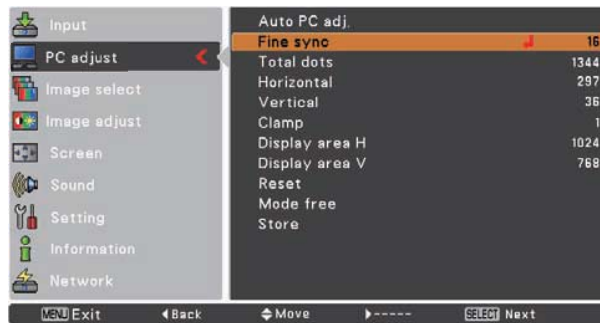 Input
PC adjust
Image select
Image adjust
Screen
Sound
Setting
Information
Network
Auto PC adj.
Fine sync 16
Total dots 1344
Horizontal 297
Vertical 36
Clamp 1
Display area H 1024
Display area V 768
Reset
Mode free
Store
MENU Exit ◀Back Move ▶----- SELECT Next